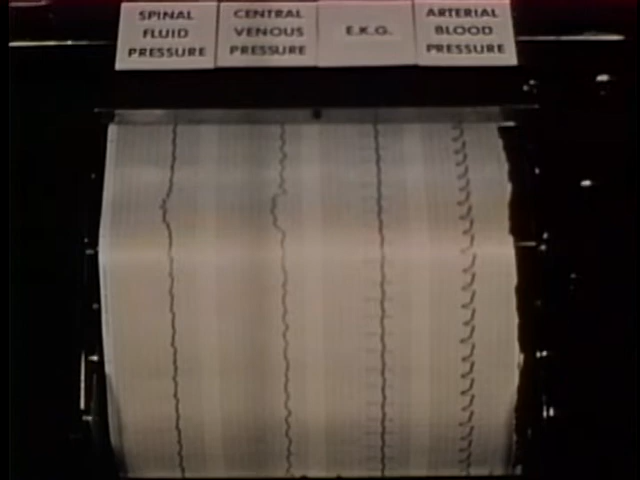 SPINAL
FLUID
PRESSURE
CENTRAL
VENOUS
PRESSURE
E.K.G.
ARTERIAL
BLOOD
PRESSURE